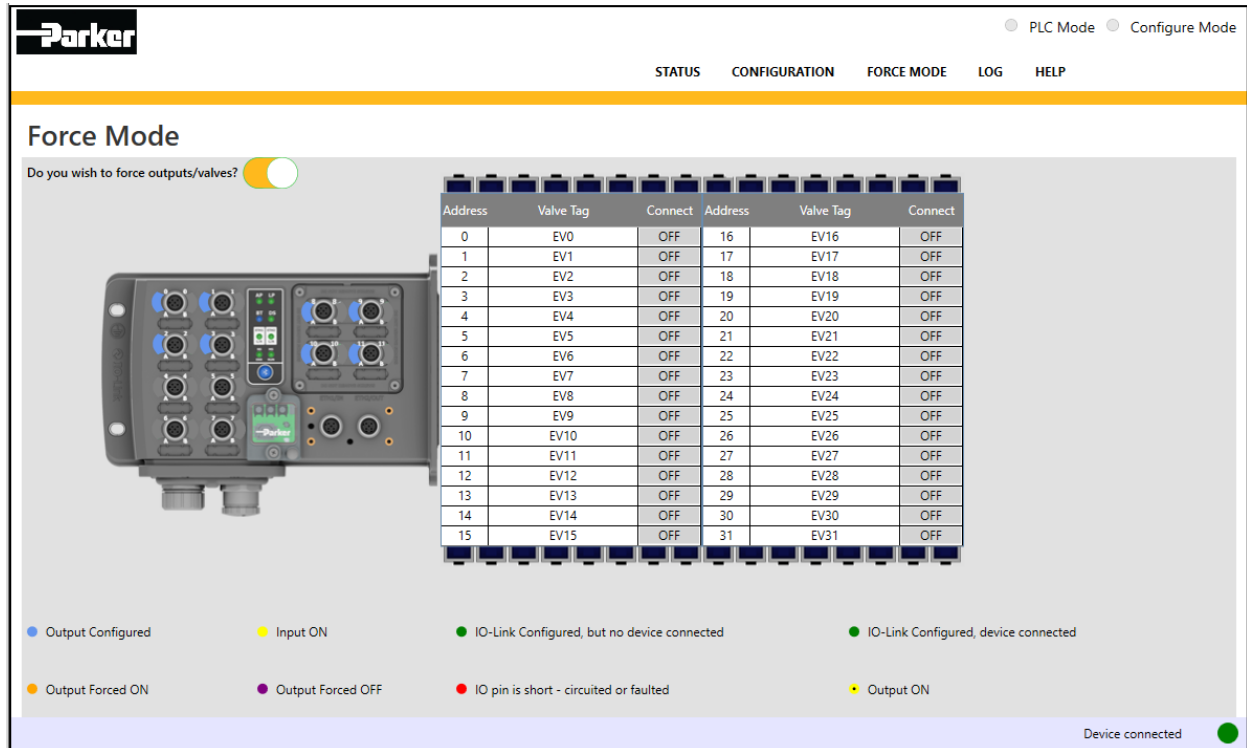 Parker
PLC Mode Configure Mode
STATUS CONFIGURATION FORCE MODE LOG HELP
Force Mode
Do you wish to force outputs/valves?
Address Valve Tag Connect Address Valve Tag Connect
0 EV0 OFF 16 EV16 OFF
1 EV1 OFF 17 EV17 OFF
2 EV2 OFF 18 EV18 OFF
3 EV3 OFF 19 EV19 OFF
4 EV4 OFF 20 EV20 OFF
5 EV5 OFF 21 EV21 OFF
6 EV6 OFF 22 EV22 OFF
7 EV7 OFF 23 EV23 OFF
8 EV8 OFF 24 EV24 OFF
9 EV9 OFF 25 EV25 OFF
10 EV10 OFF 26 EV26 OFF
11 EV11 OFF 27 EV27 OFF
12 EV12 OFF 28 EV28 OFF
13 EV13 OFF 29 EV29 OFF
14 EV14 OFF 30 EV30 OFF
15 EV15 OFF 31 EV31 OFF
Parker
Output Configured Input ON IO-Link Configured, but no device connected IO-Link Configured, device connected
Output Forced ON Output Forced OFF IO pin is short - circuited or faulted Output ON
Device connected